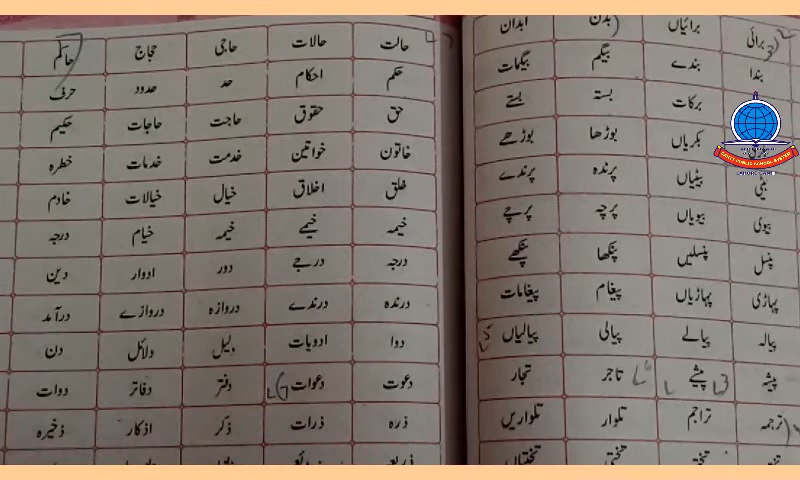 برائی برائیاں بدن ابدان
بندا بندے بیگم بیگمات
برکات بستہ بستے
بکریاں بوڑھا بوڑھے
بیٹی بیٹیاں پرندہ پرندے
بیوی بیویاں پرچہ پرچے
پنسل پنسلیں پنکھا پنکھے
پہاڑی پہاڑیاں پیغام پیغامات
پیالہ پیالے پیالی پیالیاں
پیشہ پیشے تاجر تجار
ترجمہ تراجم تلوار تلواریں
تختی تختیاں
حالت حالات حاجی حجاج حاکم
حکم احکام حد حدود حرف
حق حقوق حاجت حاجات حکیم
خاتون خواتین خدمت خدمات خطرہ
خلق اخلاق خیال خیالات خادم
خیمہ خیمے خیمہ خیام درجہ
درجہ درجے دور ادوار دین
درندہ درندے دروازہ دروازے درآمد
دوا ادویات دلیل دلائل دن
دعوت دعوات دفتر دفاتر دوات
ذرہ ذرات ذکر اذکار ذخیرہ
ذریعہ